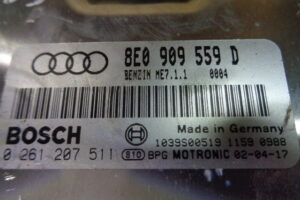 8E0 909 559 D
BENZIN ME7.1.1 0004
BOSCH
Made in Germany
1039S00519 1159 0988
0 261 207 511 S10 BPG MOTRONIC 02-04-17